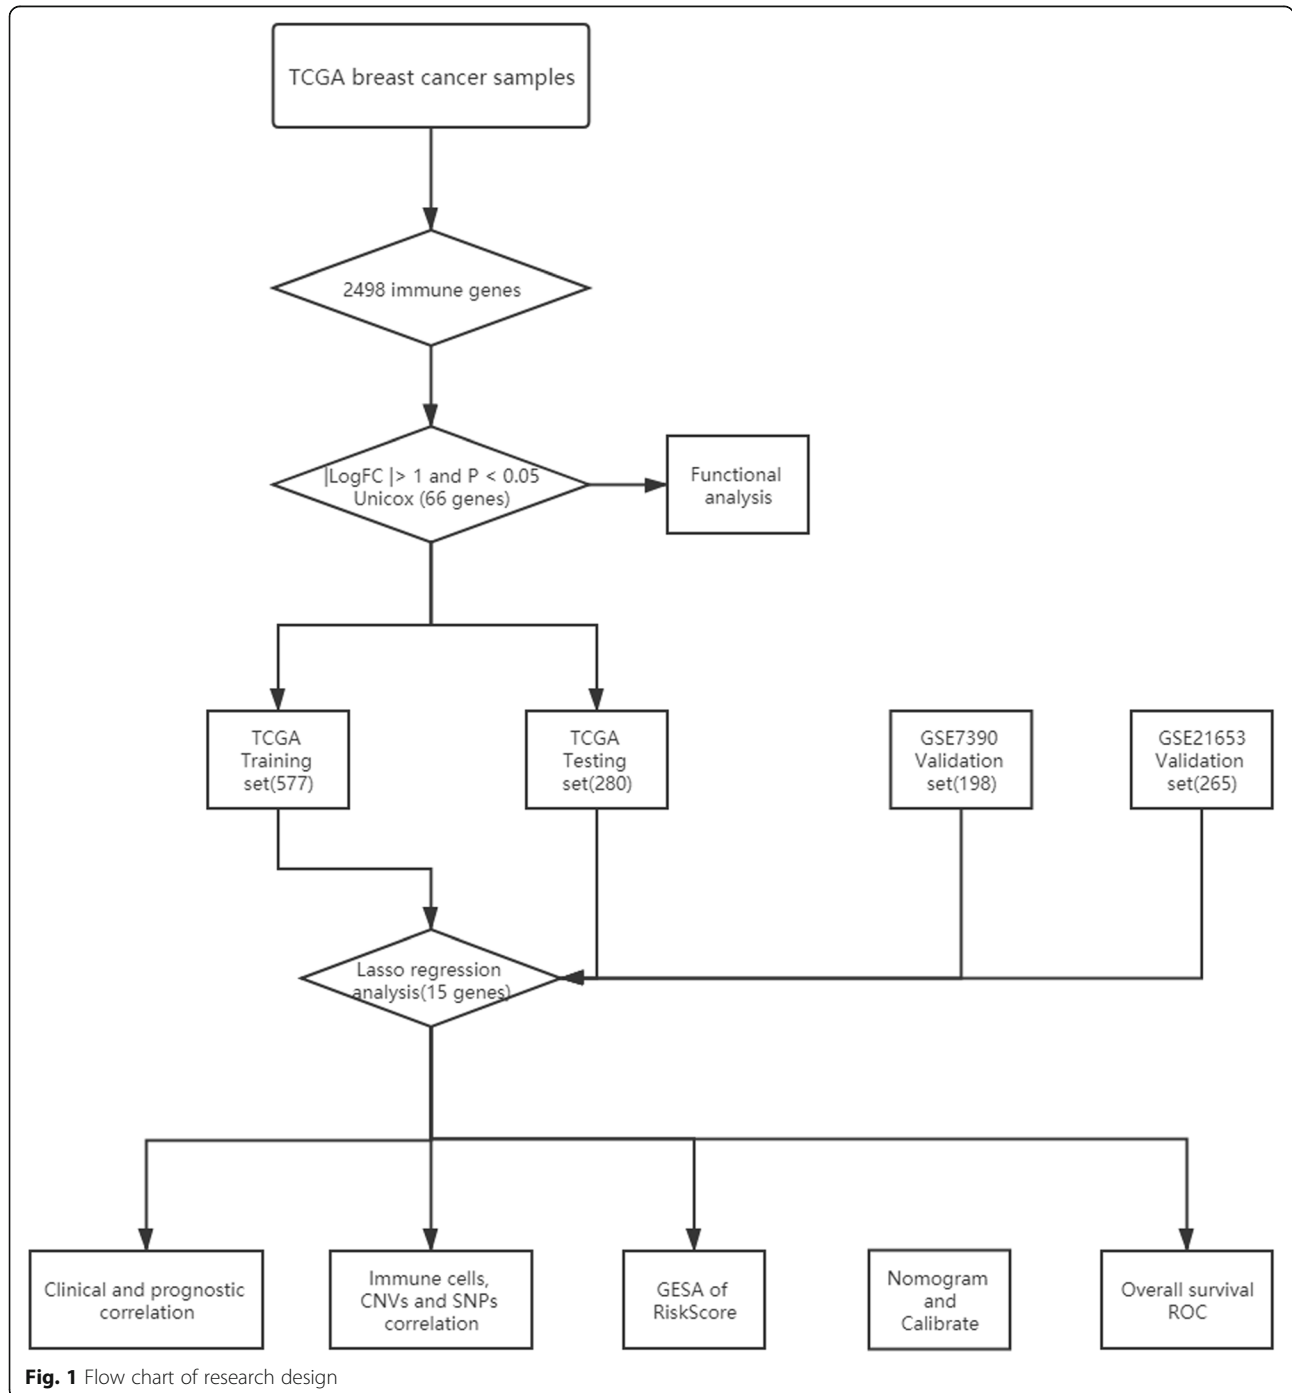 TCGA breast cancer samples
2498 immune genes
|LogFC |> 1 and P < 0.05
Unicox (66 genes)
Functional
analysis
TCGA
Training
set(577)
TCGA
Testing
set(280)
GSE7390
Validation
set(198)
GSE21653
Validation
set(265)
Lasso regression
analysis(15 genes)
Clinical and prognostic
correlation
Immune cells,
CNVs and SNPs
correlation
GESA of
RiskScore
Nomogram
and
Calibrate
Overall survival
ROC
Fig. 1 Flow chart of research design